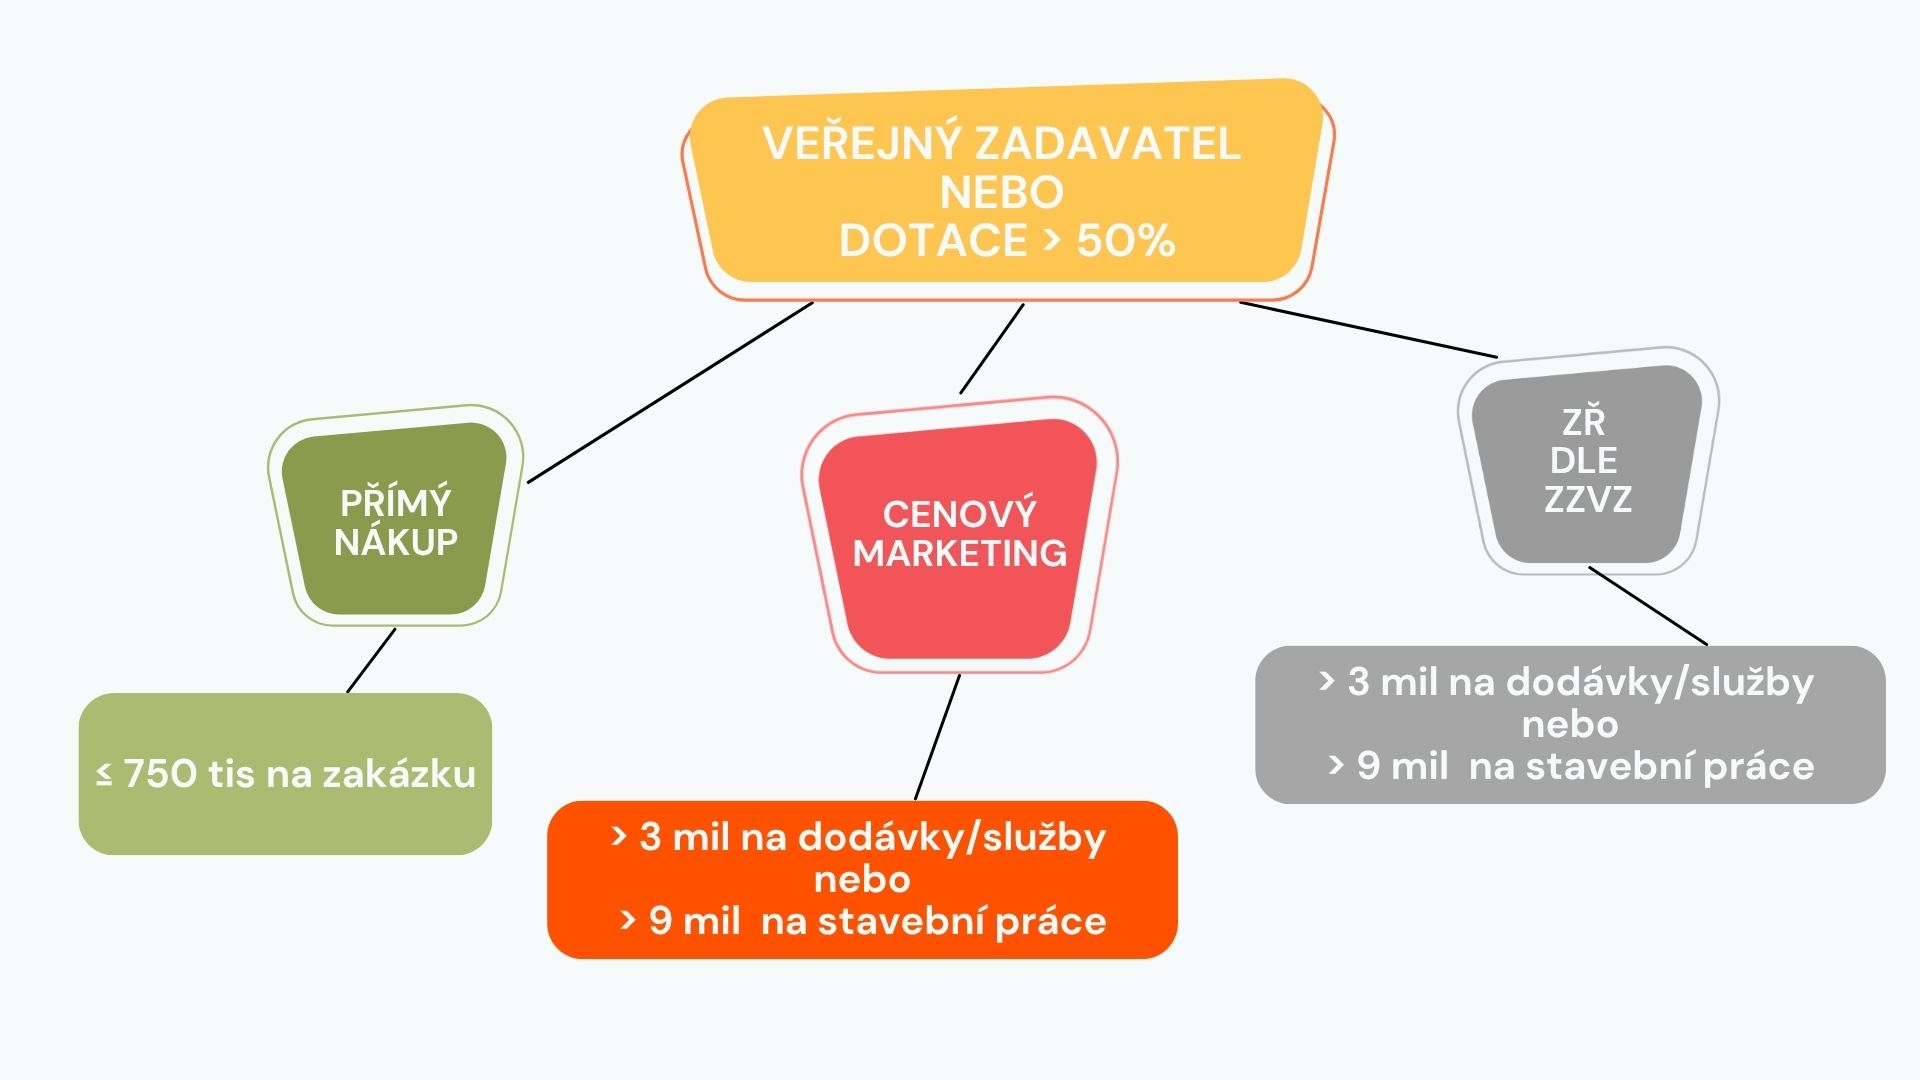 VEŘEJNÝ ZADAVATEL
NEBO
DOTACE > 50%
PŘÍMÝ
NÁKUP
CENOVÝ
MARKETING
ZŘ
DLE
ZZVZ
≤ 750 tis na zakázku
> 3 mil na dodávky/služby
nebo
> 9 mil na stavební práce
> 3 mil na dodávky/služby
nebo
> 9 mil na stavební práce